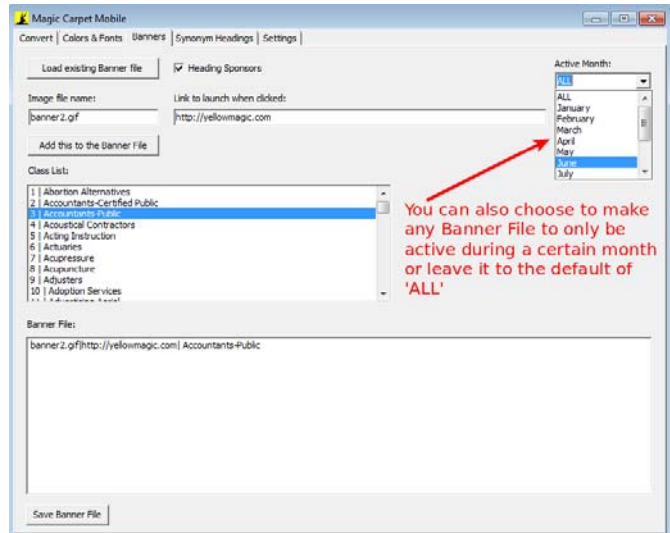 Magic Carpet Mobile
Convert Colors & Fonts Banners Synonym Headings Settings
Load existing Banner file
Heading Sponsors
Active Month:
ALL
Image file name:
Link to launch when clicked:
banner2.gif
http://yellowmagic.com
ALL
January
February
March
April
May
June
July
Add this to the Banner File
Class List:
1 | Abortion Alternatives
2 | Accountants-Certified Public
3 | Accountants-Public
4 | Acoustical Contractors
5 | Acting Instruction
6 | Actuaries
7 | Acupressure
8 | Acupuncture
9 | Adjusters
10 | Adoption Services
You can also choose to make
any Banner File to only be
active during a certain month
or leave it to the default of
'ALL'
Banner File:
banner2.gif|http://yellowmagic.com| Accountants-Public
Save Banner File